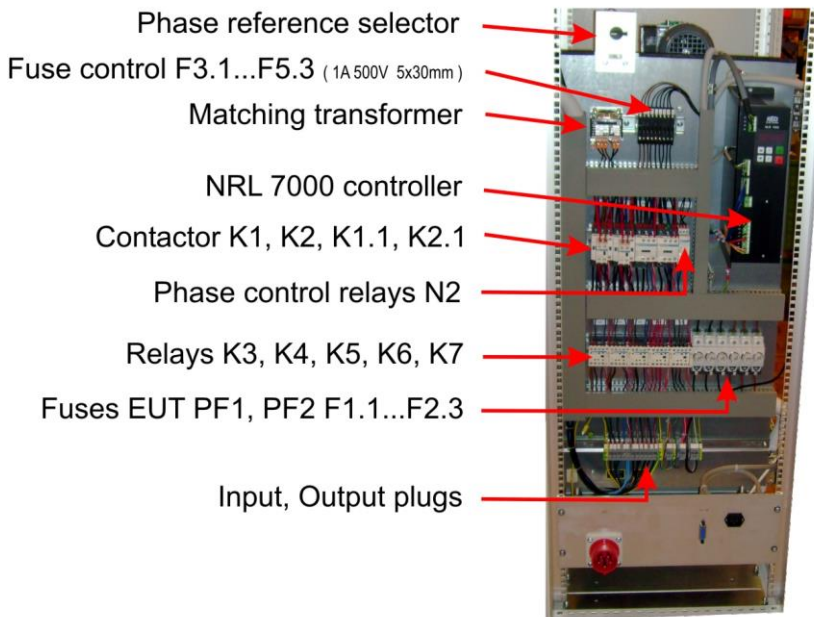 Phase reference selector
Fuse control F3.1...F5.3 ( 1A 500V 5x30mm )
Matching transformer
NRL 7000 controller
Contactor K1, K2, K1.1, K2.1
Phase control relays N2
Relays K3, K4, K5, K6, K7
Fuses EUT PF1, PF2 F1.1...F2.3
Input, Output plugs